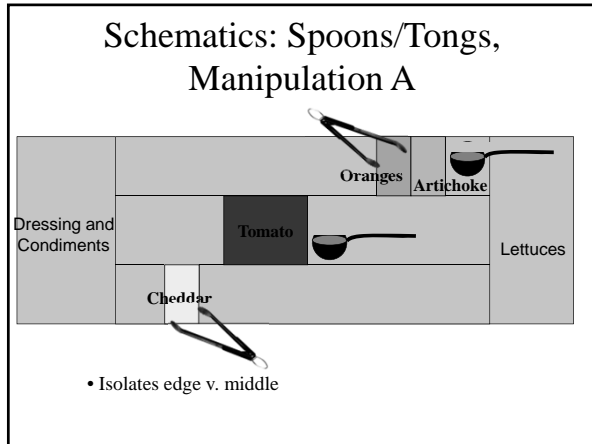 Schematics: Spoons/Tongs,
Manipulation A
Oranges
Artichoke
Dressing and
Condiments
Tomato
Lettuces
Cheddar
• Isolates edge v. middle